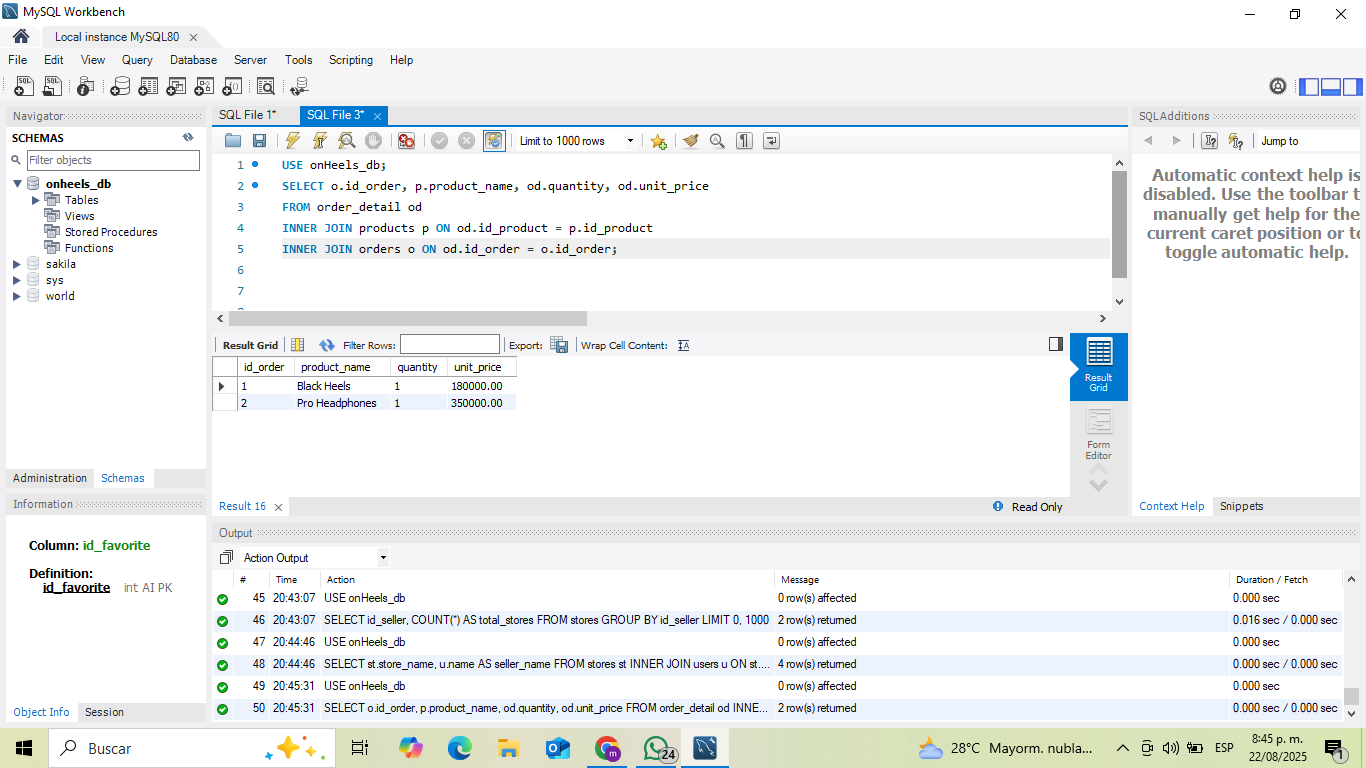 MySQL Workbench
Local instance MySQL80
File Edit View Query Database Server Tools Scripting Help
Navigator
SCHEMAS
Filter objects
onheels_db
Tables
Views
Stored Procedures
Functions
sakila
sys
world
Administration Schemas
Information
Column: id_favorite
Definition:
id_favorite int AI PK
Object Info Session
SQL File 1* SQL File 3*
Limit to 1000 rows
1 USE onHeels_db;
2 SELECT o.id_order, p.product_name, od.quantity, od.unit_price
3 FROM order_detail od
4 INNER JOIN products p ON od.id_product = p.id_product
5 INNER JOIN orders o ON od.id_order = o.id_order;
6
7
Result Grid Filter Rows: Export: Wrap Cell Content:
id_order product_name quantity unit_price
1 Black Heels 1 180000.00
2 Pro Headphones 1 350000.00
Result Grid
Form Editor
Result 16 Read Only
SQLAdditions
Jump to
Automatic context help is
disabled. Use the toolbar t
manually get help for the
current caret position or to
toggle automatic help.
Context Help Snippets
Output
Action Output
# Time Action Message Duration / Fetch
45 20:43:07 USE onHeels_db 0 row(s) affected 0.000 sec
46 20:43:07 SELECT id_seller, COUNT(*) AS total_stores FROM stores GROUP BY id_seller LIMIT 0, 1000 2 row(s) returned 0.016 sec / 0.000 sec
47 20:44:46 USE onHeels_db 0 row(s) affected 0.000 sec
48 20:44:46 SELECT st.store_name, u.name AS seller_name FROM stores st INNER JOIN users u ON st.... 4 row(s) returned 0.000 sec / 0.000 sec
49 20:45:31 USE onHeels_db 0 row(s) affected 0.000 sec
50 20:45:31 SELECT o.id_order, p.product_name, od.quantity, od.unit_price FROM order_detail od INNE... 2 row(s) returned 0.000 sec / 0.000 sec
Buscar
24
28°C Mayorm. nubla...
ESP
8:45 p. m.
22/08/2025
1